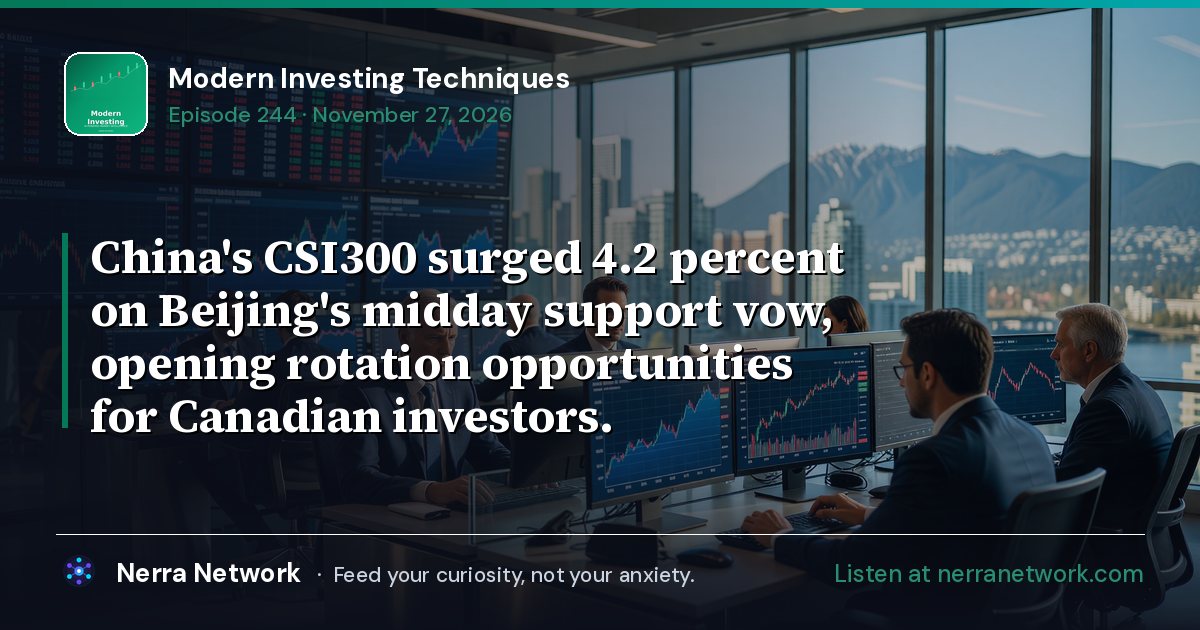 Modern Investing Techniques
Episode 244 · November 27, 2026
Modern
Investing
China's CSI300 surged 4.2 percent
on Beijing's midday support vow,
opening rotation opportunities
for Canadian investors.
Nerra Network · Feed your curiosity, not your anxiety.
Listen at nerranetwork.com